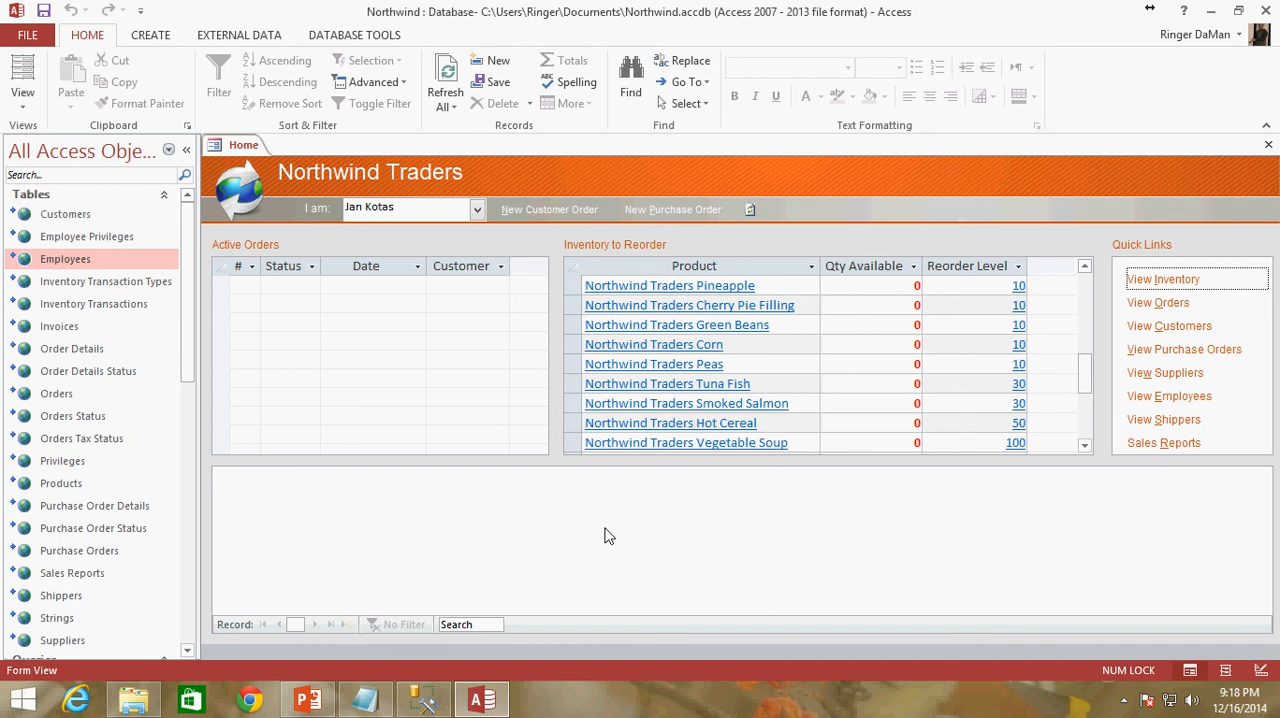 Northwind : Database- C:\Users\Ringer\Documents\Northwind.accdb (Access 2007 - 2013 file format) - Access
FILE HOME CREATE EXTERNAL DATA DATABASE TOOLS Ringer DaMan
View
Views
Paste
Cut
Copy
Format Painter
Clipboard
Filter
Ascending
Descending
Remove Sort
Selection
Advanced
Toggle Filter
Sort & Filter
Refresh
All
New
Save
Delete
Totals
Spelling
More
Records
Find
Replace
Go To
Select
Find
B I U A
Text Formatting
All Access Obje...
Search...
Tables
Customers
Employee Privileges
Employees
Inventory Transaction Types
Inventory Transactions
Invoices
Order Details
Order Details Status
Orders
Orders Status
Orders Tax Status
Privileges
Products
Purchase Order Details
Purchase Order Status
Purchase Orders
Sales Reports
Shippers
Strings
Suppliers
Home
Northwind Traders
I am: Jan Kotas New Customer Order New Purchase Order
Active Orders
# Status Date Customer
Inventory to Reorder
Product Qty Available Reorder Level
Northwind Traders Pineapple 0 10
Northwind Traders Cherry Pie Filling 0 10
Northwind Traders Green Beans 0 10
Northwind Traders Corn 0 10
Northwind Traders Peas 0 10
Northwind Traders Tuna Fish 0 30
Northwind Traders Smoked Salmon 0 30
Northwind Traders Hot Cereal 0 50
Northwind Traders Vegetable Soup 0 100
Quick Links
View Inventory
View Orders
View Customers
View Purchase Orders
View Suppliers
View Employees
View Shippers
Sales Reports
Record: No Filter Search
Form View NUM LOCK
9:18 PM
12/16/2014